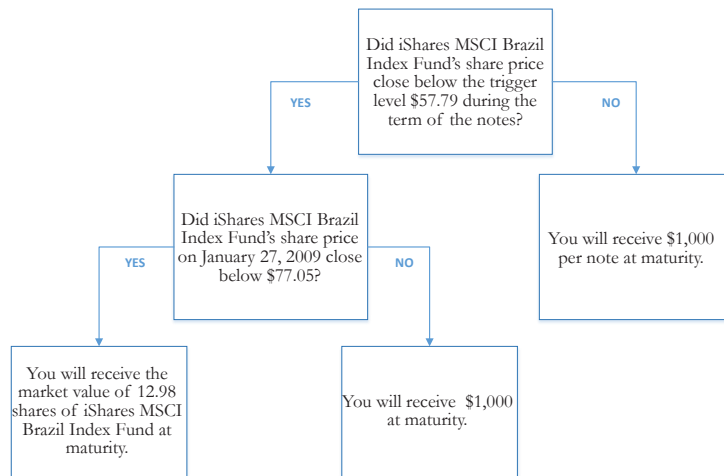 Did iShares MSCI Brazil
Index Fund's share price
close below the trigger
level $57.79 during the
term of the notes?
YES
NO
Did iShares MSCI Brazil
Index Fund's share price
on January 27, 2009 close
below $77.05?
You will receive $1,000
per note at maturity.
YES
NO
You will receive the
market value of 12.98
shares of iShares MSCI
Brazil Index Fund at
maturity.
You will receive $1,000
at maturity.